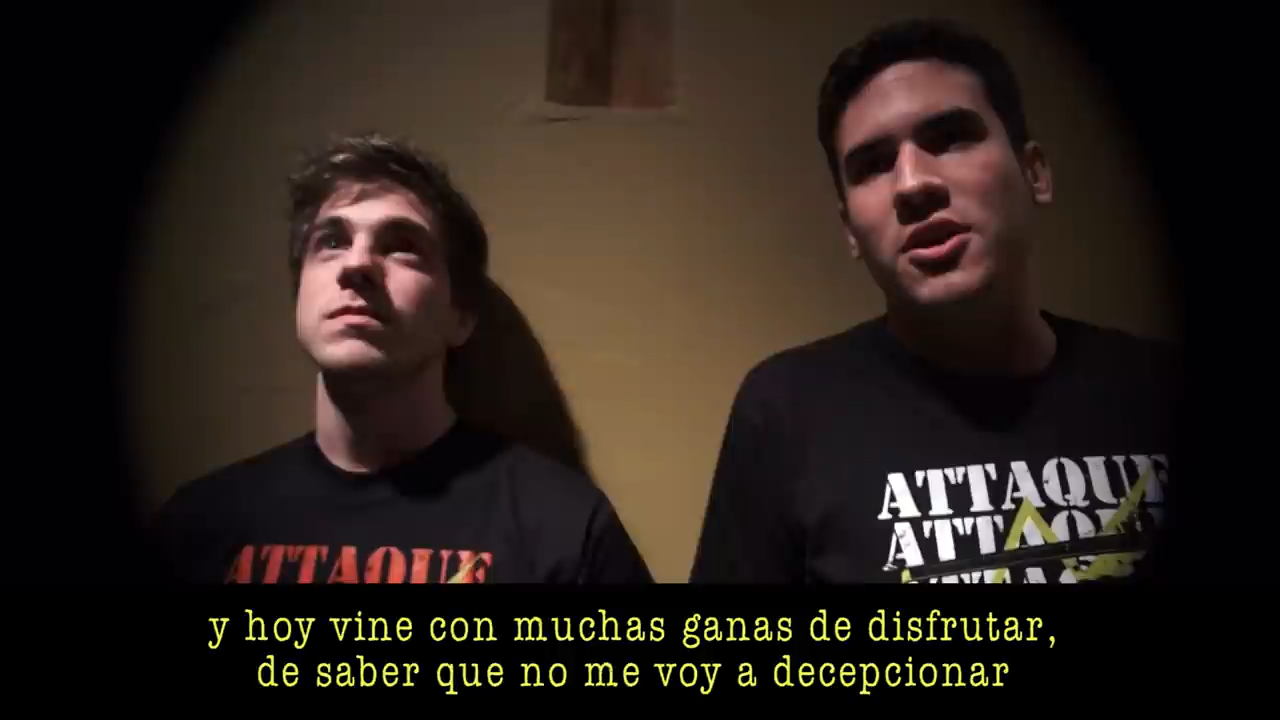 ATTAQUE
ATTAQUE
ATTAQUE
y hoy vine con muchas ganas de disfrutar,
de saber que no me voy a decepcionar